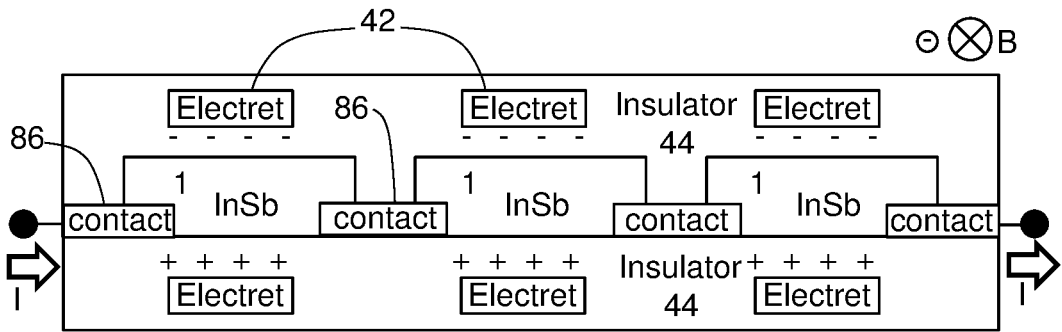 42
⊖ ⊗ B
Electret Electret Insulator Electret
86 - - - - - - - - 44 - - - -
86
1 InSb 1 InSb 1 InSb
contact contact contact contact
+ + + + + + + + Insulator + + + +
I Electret Electret 44 Electret I